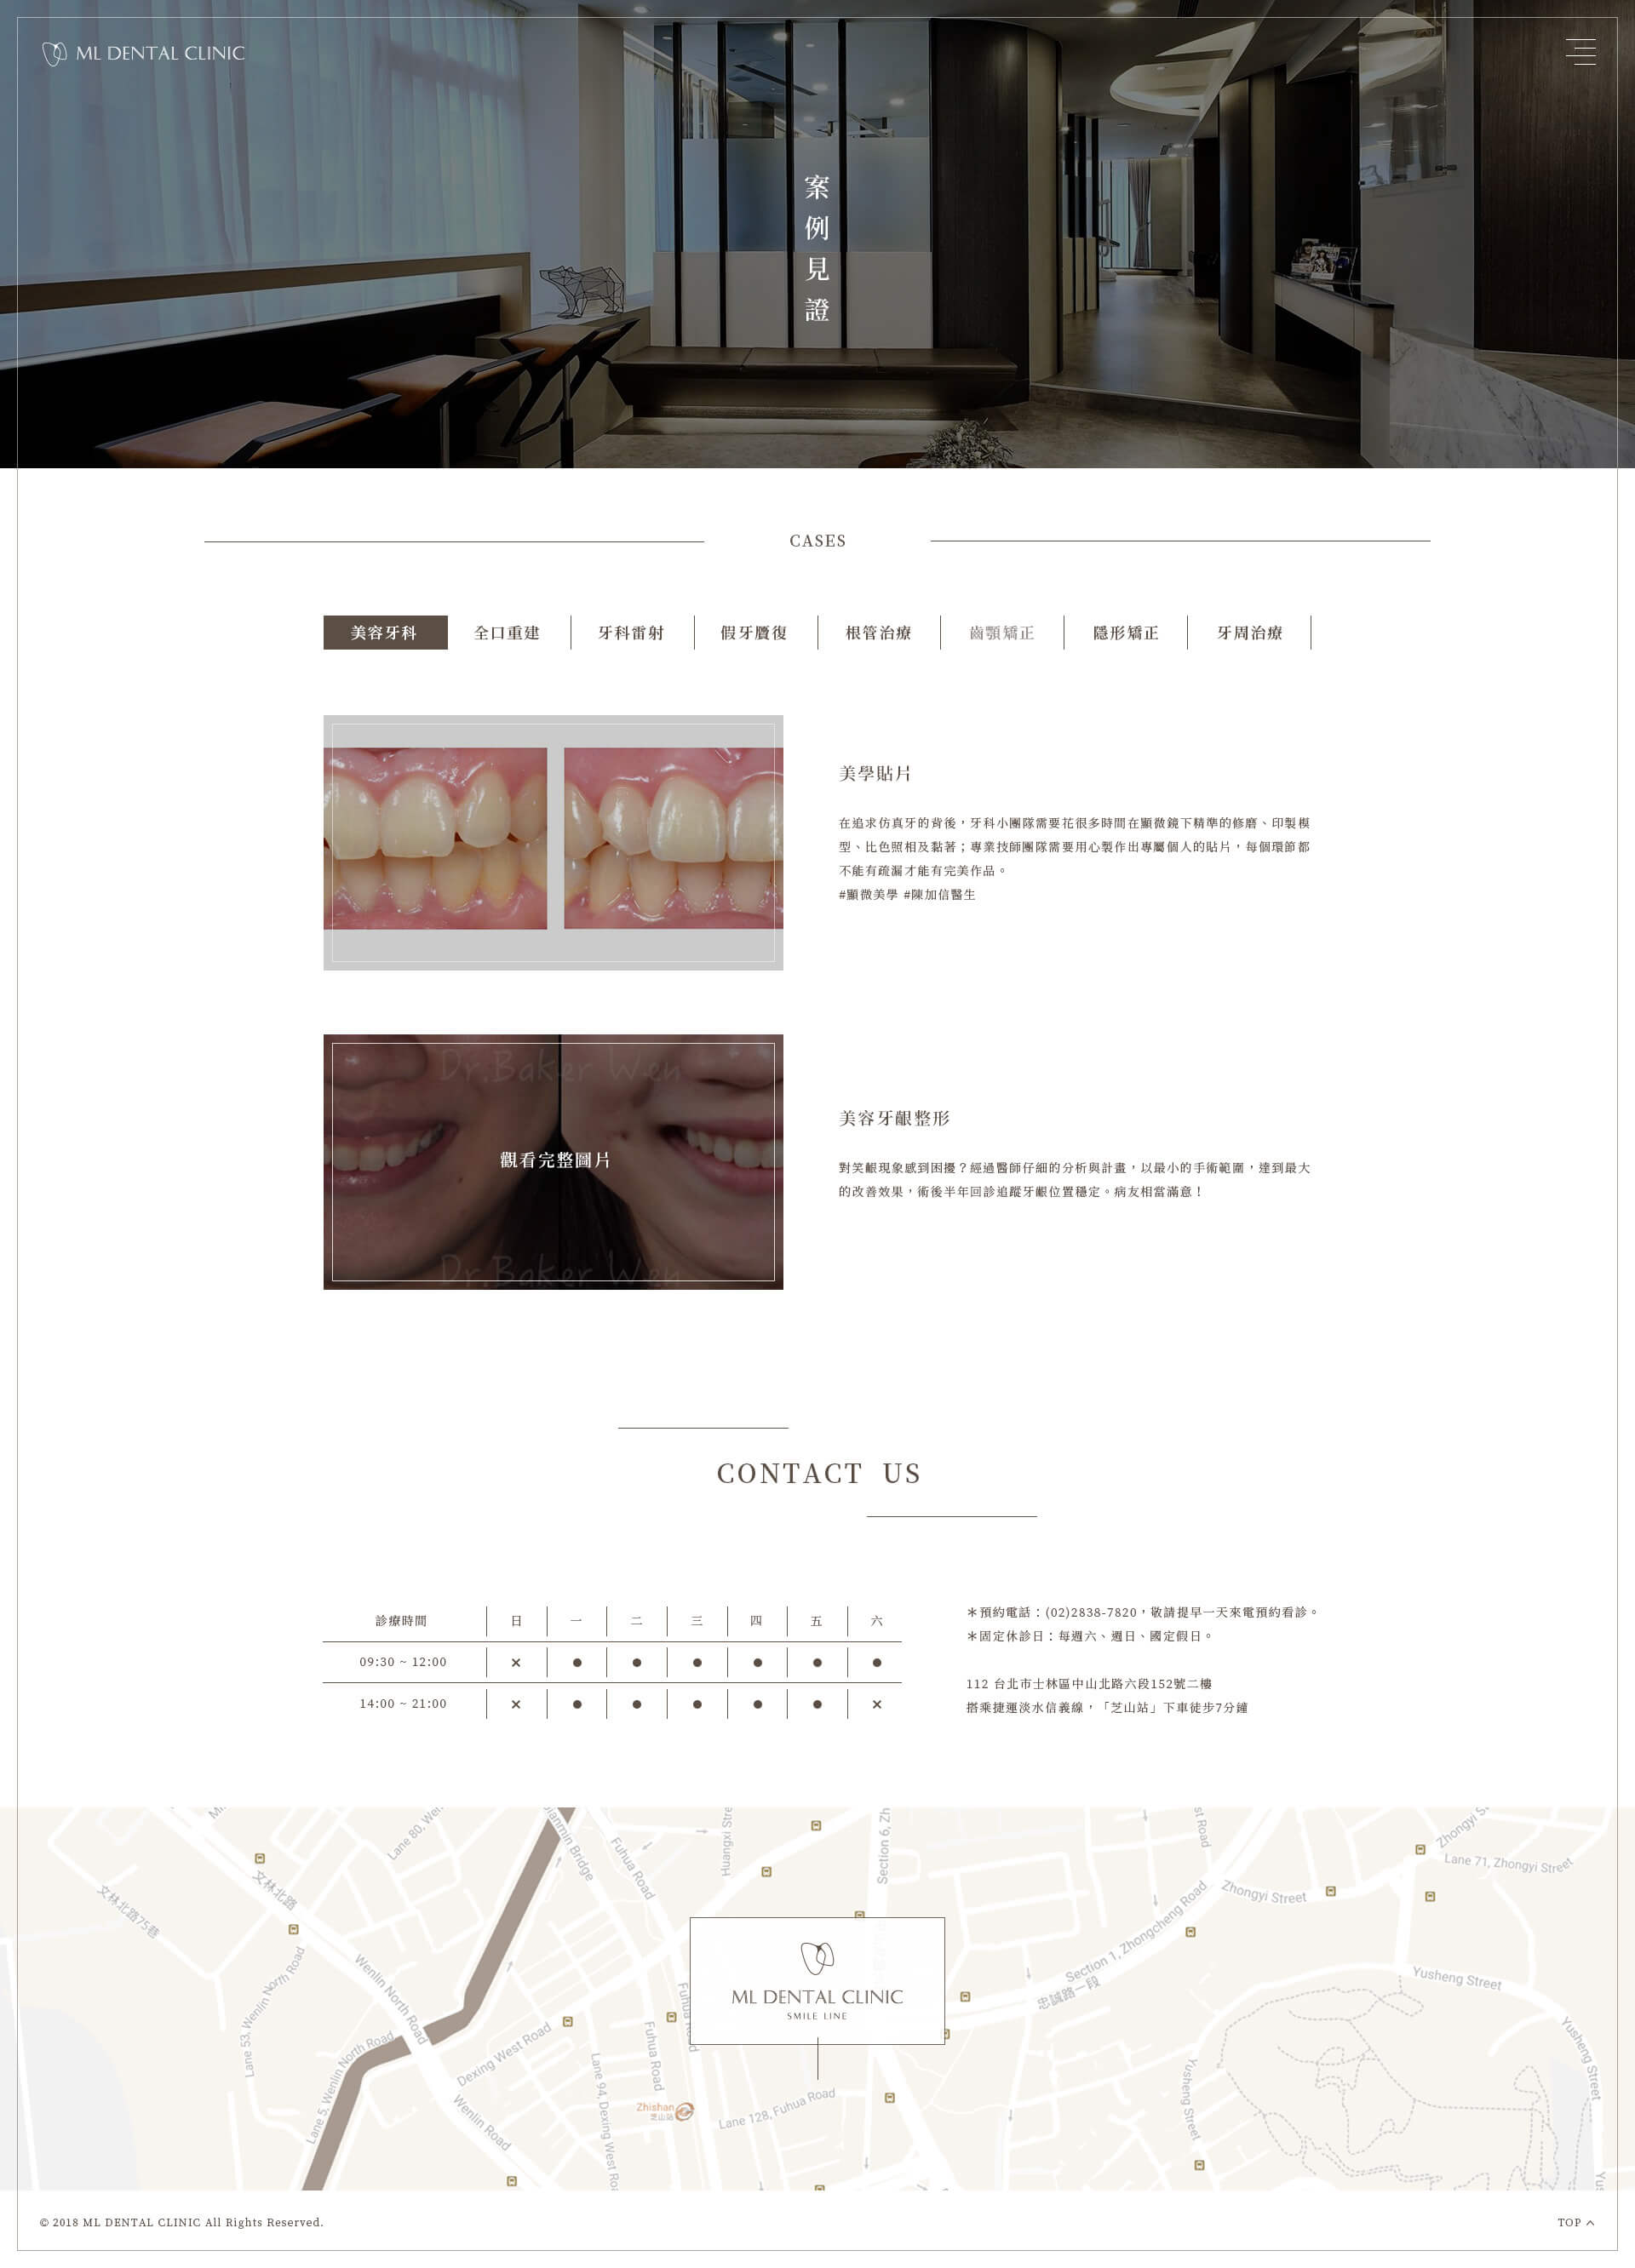 ML DENTAL CLINIC
案例見證
CASES
美容牙科 全口重建 牙科雷射 假牙贋復 根管治療 齒顎矯正 隱形矯正 牙周治療
美學貼片
在追求仿真牙的背後，牙科小團隊需要花很多時間在顯微鏡下精準的修磨、印製模
型、比色照相及黏著；專業技師團隊需要用心製作出專屬個人的貼片，每個環節都
不能有疏漏才能有完美作品。
#顯微美學 #陳加信醫生
Dr.Baker Wen
觀看完整圖片
Dr.Baker Wen
美容牙齦整形
對笑齦現象感到困擾？經過醫師仔細的分析與計畫，以最小的手術範圍，達到最大
的改善效果，術後半年回診追蹤牙齦位置穩定。病友相當滿意！
CONTACT US
診療時間 日 一 二 三 四 五 六
09:30 ~ 12:00 × ● ● ● ● ● ●
14:00 ~ 21:00 × ● ● ● ● ● ×
＊預約電話：(02)2838-7820，敬請提早一天來電預約看診。
＊固定休診日：每週六、週日、國定假日。
112 台北市士林區中山北路六段152號二樓
搭乘捷運淡水信義線，「芝山站」下車徒步7分鐘
Lane 80, Wen
Huangxi Stre
Section 6, Zh
Fuhua Road
文林北路
文林北路75巷
Zhongyi Street
Lane 71, Zhongyi Street
Section 1, Zhongcheng Road
忠誠路一段
Yusheng Street
Wenlin North Road
Lane 53, Wenlin North Road
Lane 5, Wenlin North Road
Dexing West Road
Fuhua Road
ML DENTAL CLINIC
SMILE LINE
Yusheng Street
Yusheng Street
Wenlin Road
Lane 94, Dexing West Roa
Zhishan
芝山站
Lane 128, Fuhua Road
© 2018 ML DENTAL CLINIC All Rights Reserved.
TOP